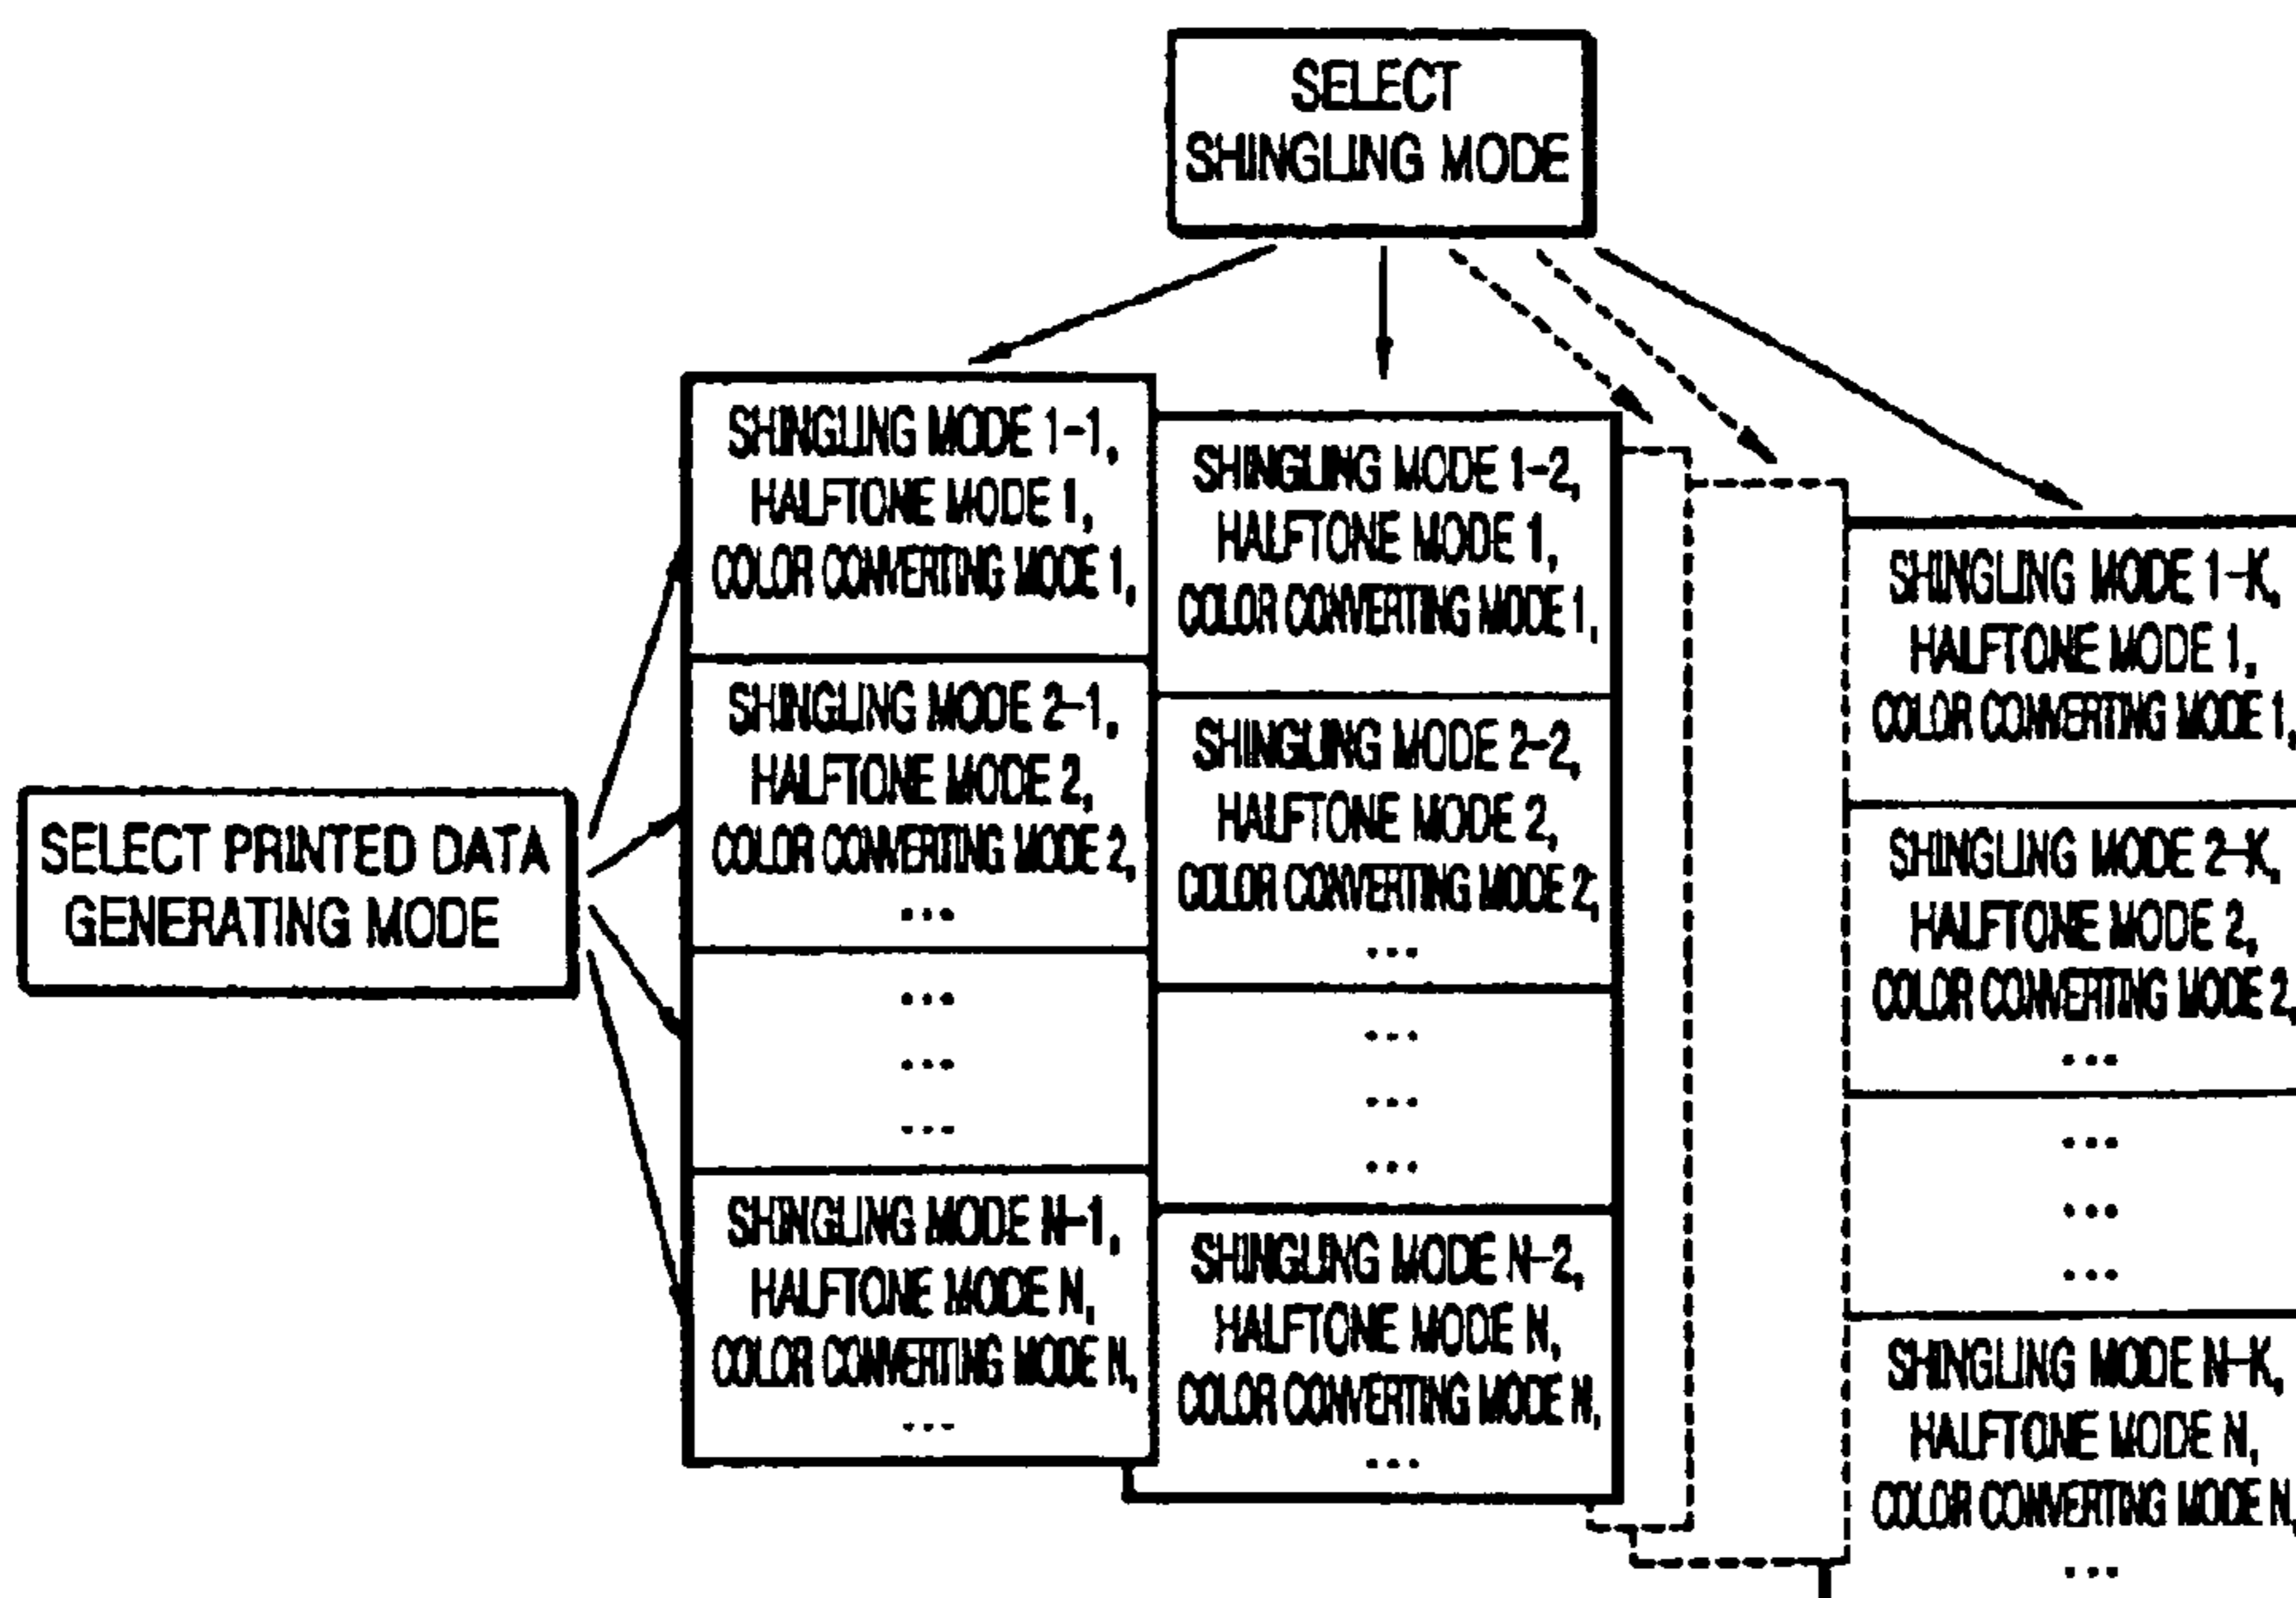 SELECT
SHINGLING MODE
SHINGLING MODE 1-1,
HALFTONE MODE 1,
COLOR CONVERTING MODE 1,
SHINGLING MODE 2-1,
HALFTONE MODE 2,
COLOR CONVERTING MODE 2,
...
...
...
...
SHINGLING MODE N-1,
HALFTONE MODE N,
COLOR CONVERTING MODE N,
...
SHINGLING MODE 1-2,
HALFTONE MODE 1,
COLOR CONVERTING MODE 1,
SHINGLING MODE 2-2,
HALFTONE MODE 2,
COLOR CONVERTING MODE 2,
...
...
...
...
SHINGLING MODE N-2,
HALFTONE MODE N,
COLOR CONVERTING MODE N,
...
SHINGLING MODE 1-K,
HALFTONE MODE 1,
COLOR CONVERTING MODE 1,
SHINGLING MODE 2-K,
HALFTONE MODE 2,
COLOR CONVERTING MODE 2,
...
...
...
...
SHINGLING MODE N-K,
HALFTONE MODE N,
COLOR CONVERTING MODE N,
...
SELECT PRINTED DATA
GENERATING MODE